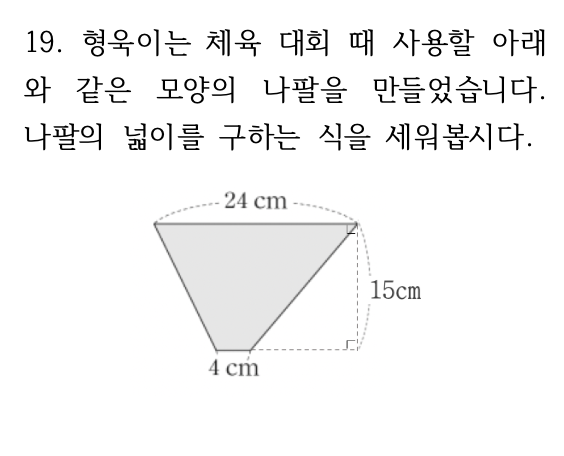 19. 형욱이는 체육 대회 때 사용할 아래
와 같은 모양의 나팔을 만들었습니다.
나팔의 넓이를 구하는 식을 세워봅시다.
24 cm
15cm
4 cm